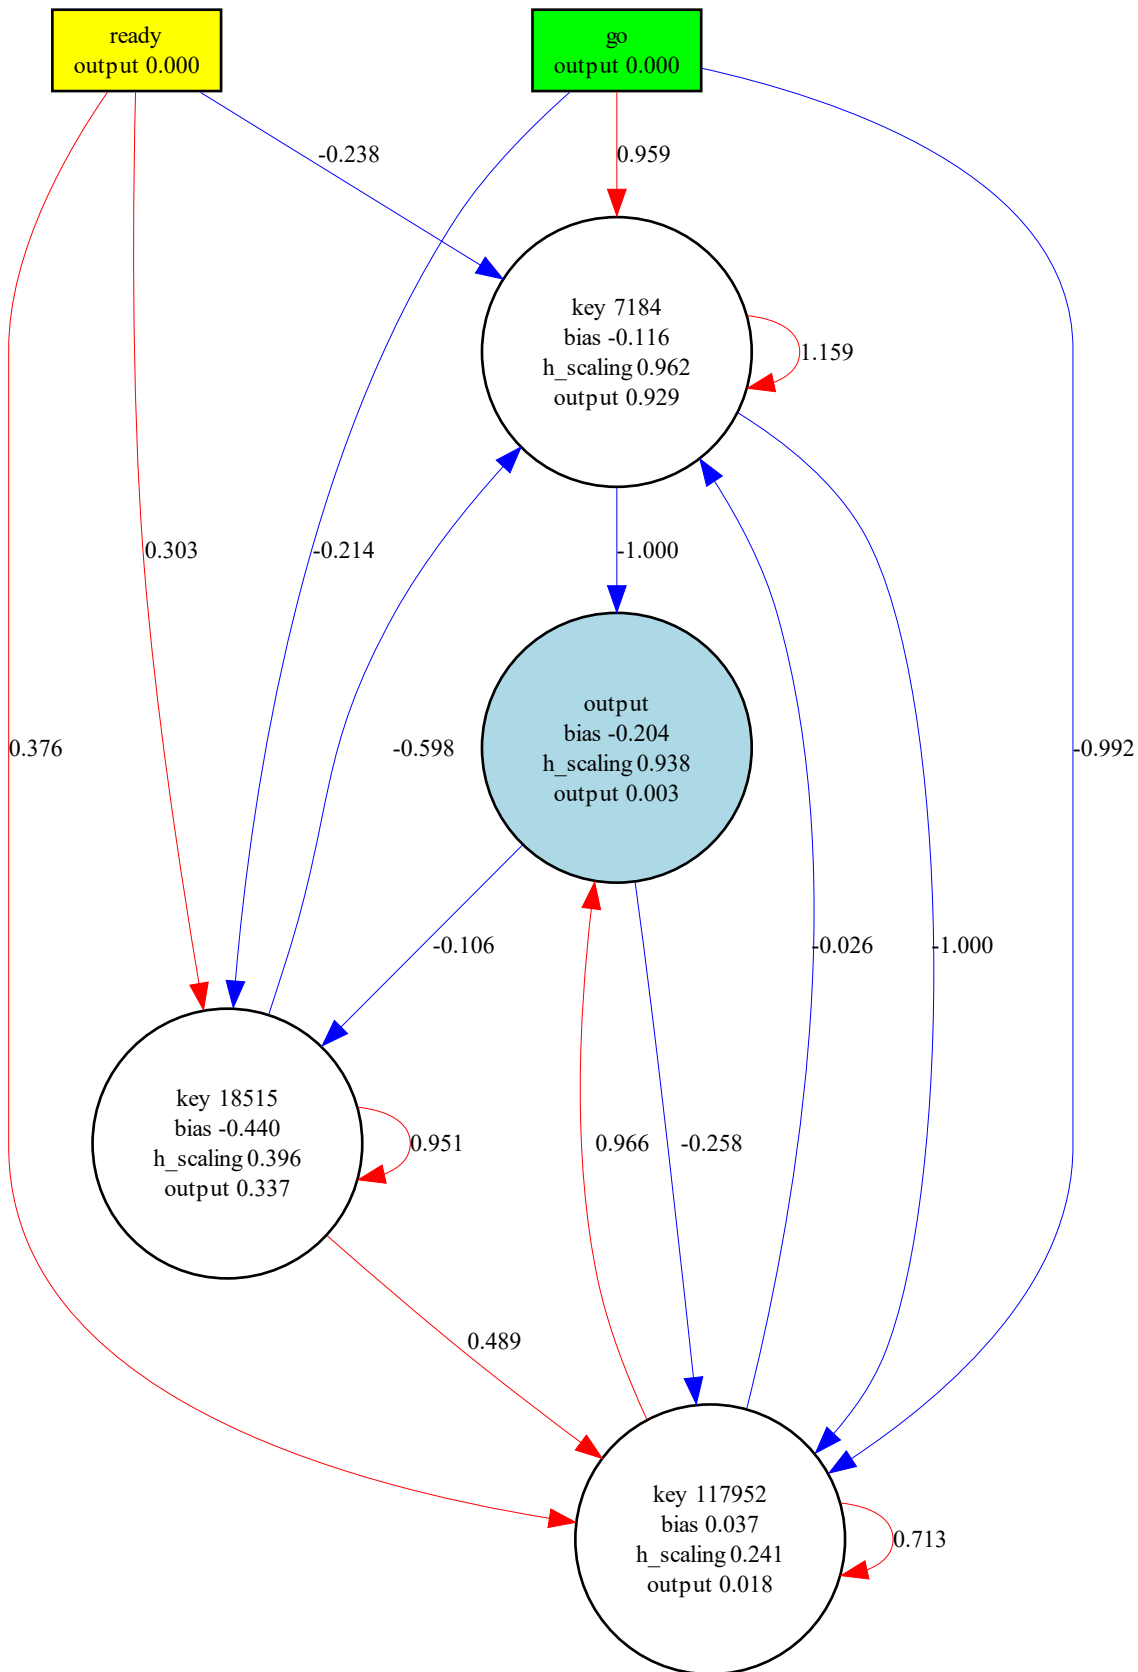 ready
output 0.000
go
output 0.000
-0.238
0.959
key 7184
bias -0.116
h_scaling 0.962
output 0.929
1.159
0.303
-0.214
-1.000
output
bias -0.204
h_scaling 0.938
output 0.003
0.376
-0.598
-0.992
-0.106
-0.026
-1.000
key 18515
bias -0.440
h_scaling 0.396
output 0.337
0.951
0.966
-0.258
0.489
key 117952
bias 0.037
h_scaling 0.241
output 0.018
0.713